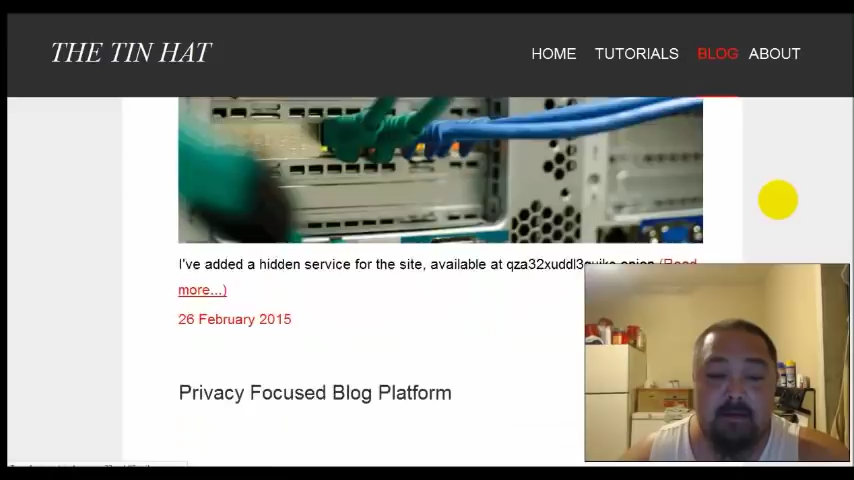 THE TIN HAT
HOME TUTORIALS BLOG ABOUT
I've added a hidden service for the site, available at (Read
more...)
26 February 2015
Privacy Focused Blog Platform